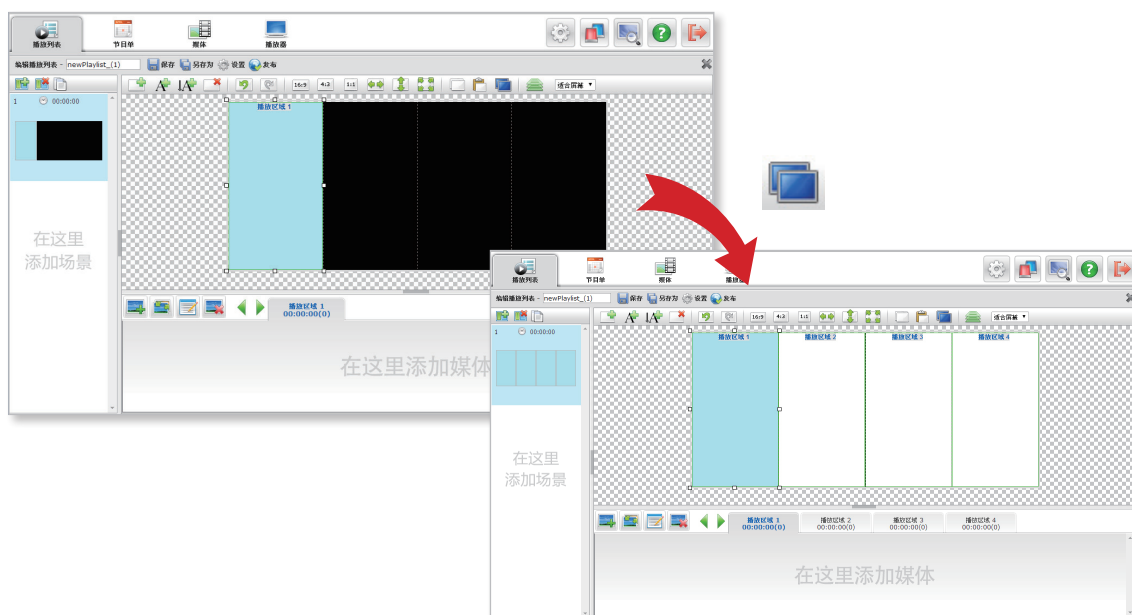 播放列表
节目单
媒体
播放器
编辑播放列表 - newPlaylist_(1)
保存 另存为 设置 发布
16:9 4:3 1:1
适合屏幕
1 00:00:00
播放区域 1
在这里
添加场景
播放区域 1
00:00:00(0)
在这里添加媒体
播放列表
节目单
媒体
编辑播放列表 - newPlaylist_(1)
保存 另存为 设置 发布
16:9 4:3 1:1
适合屏幕
1 00:00:00
播放区域 1 播放区域 2 播放区域 3 播放区域 4
在这里
添加场景
播放区域 1 播放区域 2 播放区域 3 播放区域 4
00:00:00(0) 00:00:00(0) 00:00:00(0) 00:00:00(0)
在这里添加媒体